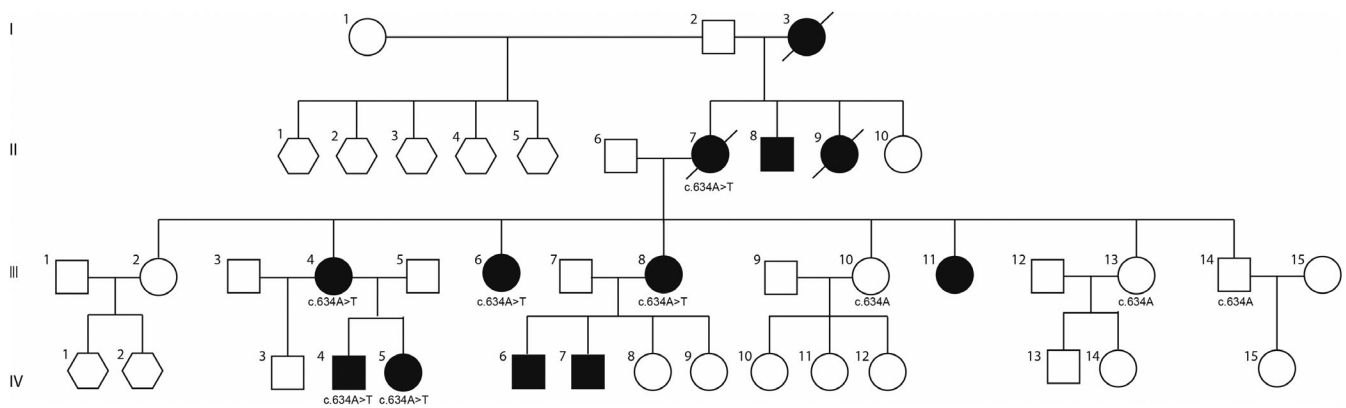 I 1 2 3
II 1 2 3 4 5 6 7 8 9 10
c.634A>T
III 1 2 3 4 5 6 7 8 9 10 11 12 13 14 15
c.634A>T c.634A>T c.634A>T c.634A c.634A c.634A
IV 1 2 3 4 5 6 7 8 9 10 11 12 13 14 15
c.634A>T c.634A>T